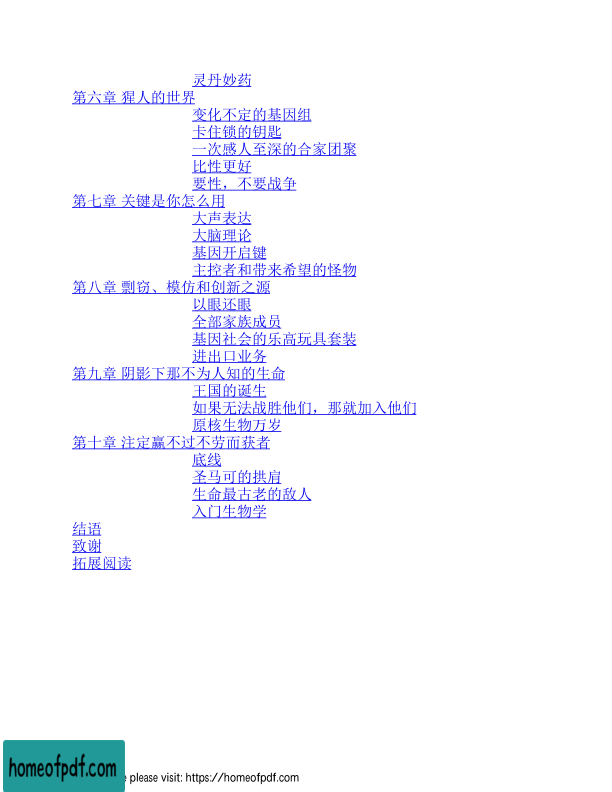 灵丹妙药
第六章 猩人的世界
变化不定的基因组
卡住锁的钥匙
一次感人至深的合家团聚
比性更好
要性，不要战争
第七章 关键是你怎么用
大声表达
大脑理论
基因开启键
主控者和带来希望的怪物
第八章 剽窃、模仿和创新之源
以眼还眼
全部家族成员
基因社会的乐高玩具套装
进出口业务
第九章 阴影下那不为人知的生命
王国的诞生
如果无法战胜他们，那就加入他们
原核生物万岁
第十章 注定赢不过不劳而获者
底线
圣马可的拱肩
生命最古老的敌人
入门生物学
结语
致谢
拓展阅读
homeofpdf.com
e please visit: https://homeofpdf.com